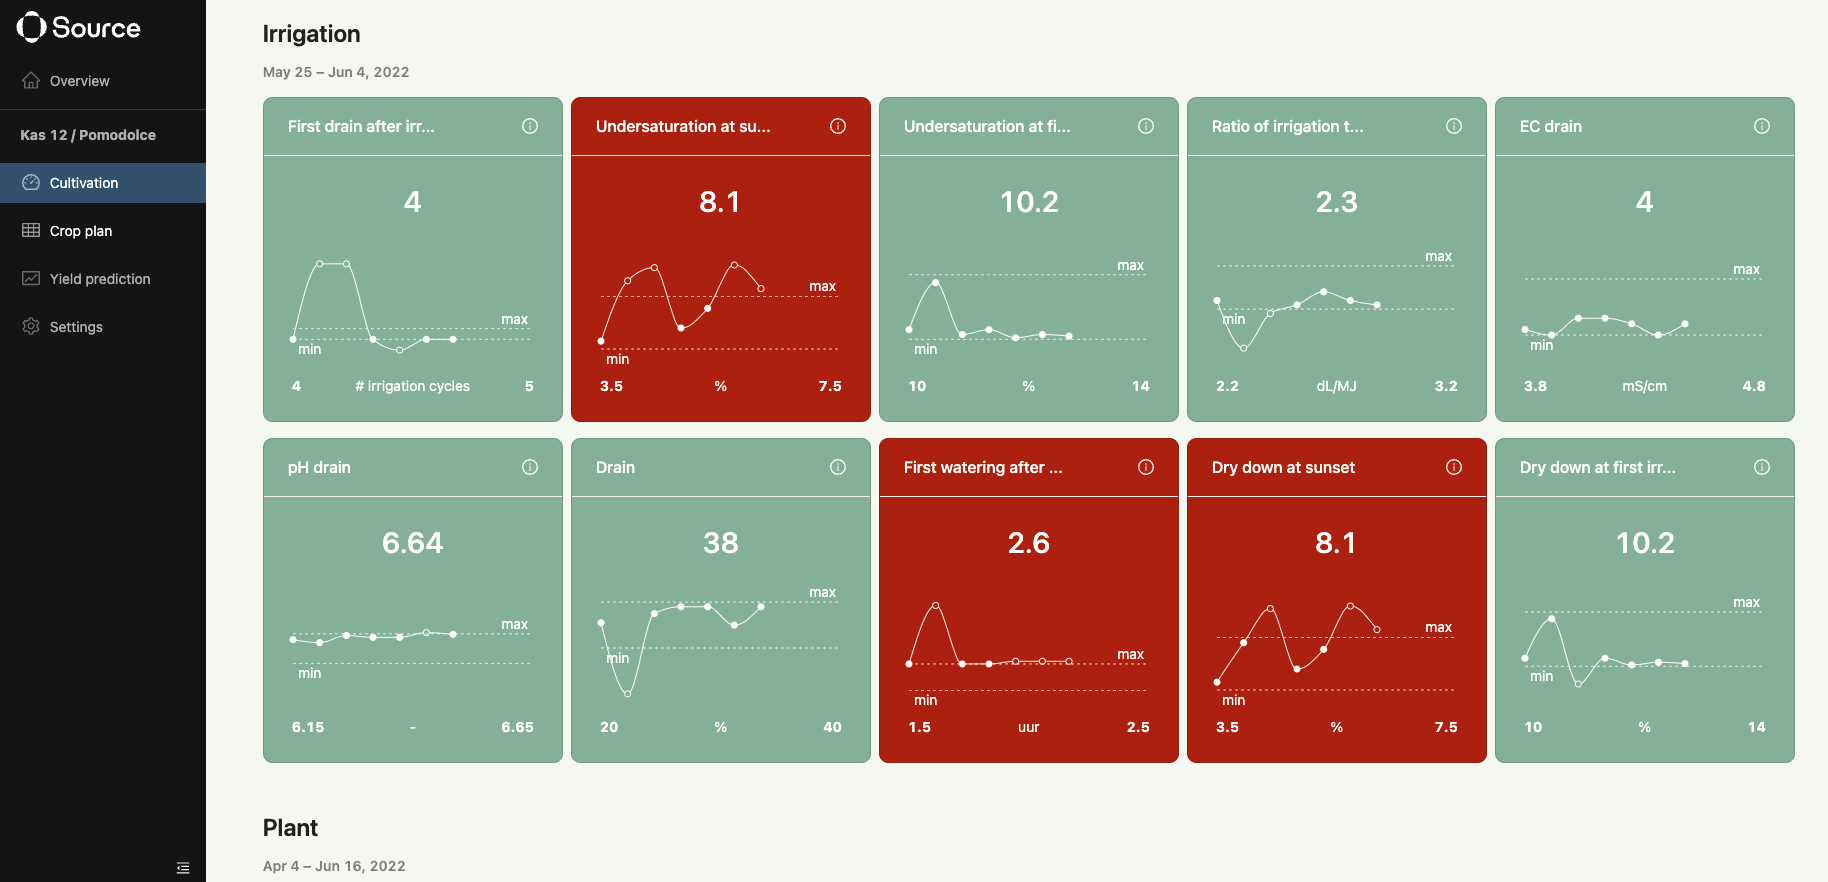 Source
Overview
Kas 12 / Pomodolce
Cultivation
Crop plan
Yield prediction
Settings
Irrigation
May 25 – Jun 4, 2022
First drain after irr...
4
max
min
4 # irrigation cycles 5
Undersaturation at su...
8.1
max
min
3.5 % 7.5
Undersaturation at fi...
10.2
max
min
10 % 14
Ratio of irrigation t...
2.3
max
min
2.2 dL/MJ 3.2
EC drain
4
max
min
3.8 mS/cm 4.8
pH drain
6.64
max
min
6.15 - 6.65
Drain
38
max
min
20 % 40
First watering after ...
2.6
max
min
1.5 uur 2.5
Dry down at sunset
8.1
max
min
3.5 % 7.5
Dry down at first irr...
10.2
max
min
10 % 14
Plant
Apr 4 – Jun 16, 2022